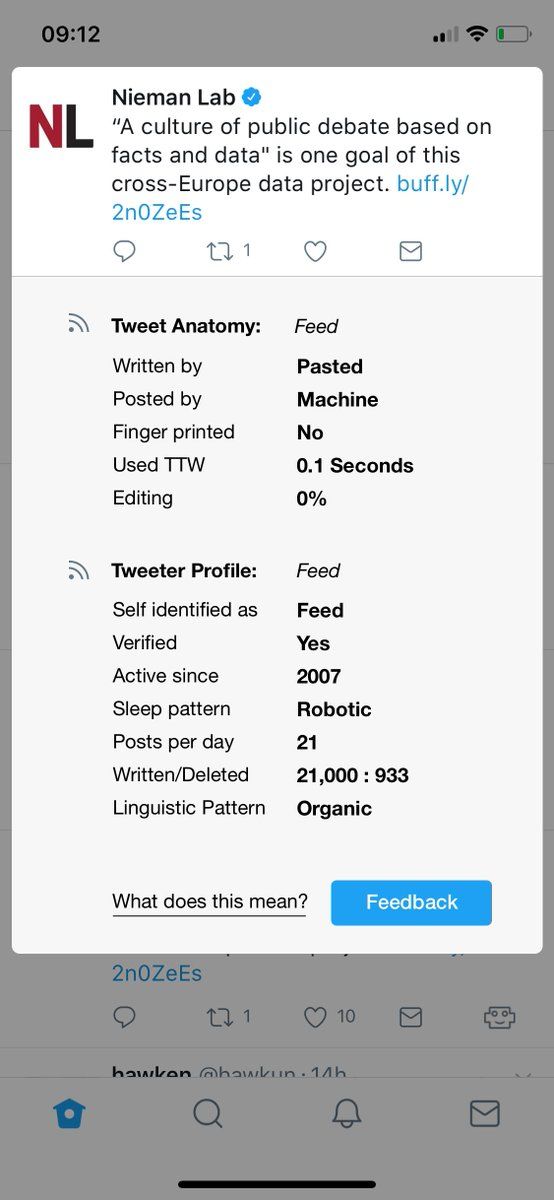 09:12
NL
Nieman Lab
“A culture of public debate based on
facts and data" is one goal of this
cross-Europe data project. buff.ly/
2n0ZeEs
1
Tweet Anatomy: Feed
Written by Pasted
Posted by Machine
Finger printed No
Used TTW 0.1 Seconds
Editing 0%
Tweeter Profile: Feed
Self identified as Feed
Verified Yes
Active since 2007
Sleep pattern Robotic
Posts per day 21
Written/Deleted 21,000 : 933
Linguistic Pattern Organic
What does this mean? Feedback
2n0ZeEs
1 10
hawken @hawkun · 14h